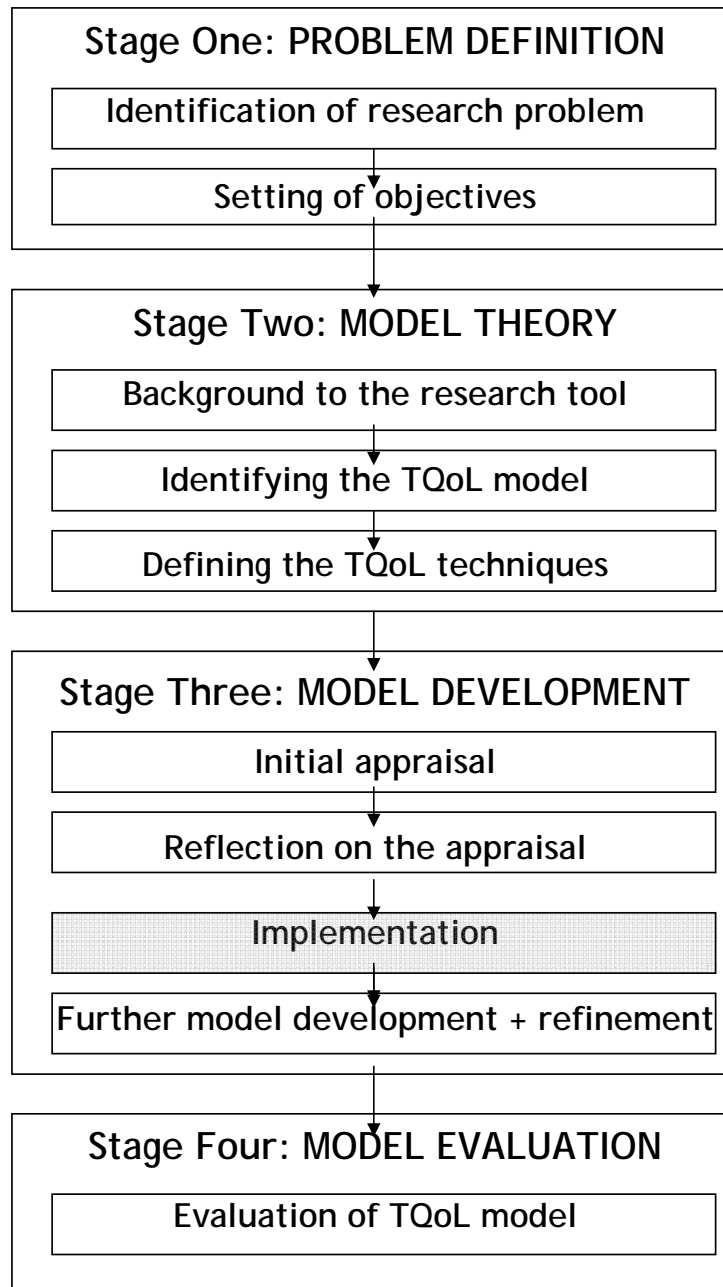 Stage One: PROBLEM DEFINITION
Identification of research problem
Setting of objectives
Stage Two: MODEL THEORY
Background to the research tool
Identifying the TQoL model
Defining the TQoL techniques
Stage Three: MODEL DEVELOPMENT
Initial appraisal
Reflection on the appraisal
Implementation
Further model development + refinement
Stage Four: MODEL EVALUATION
Evaluation of TQoL model